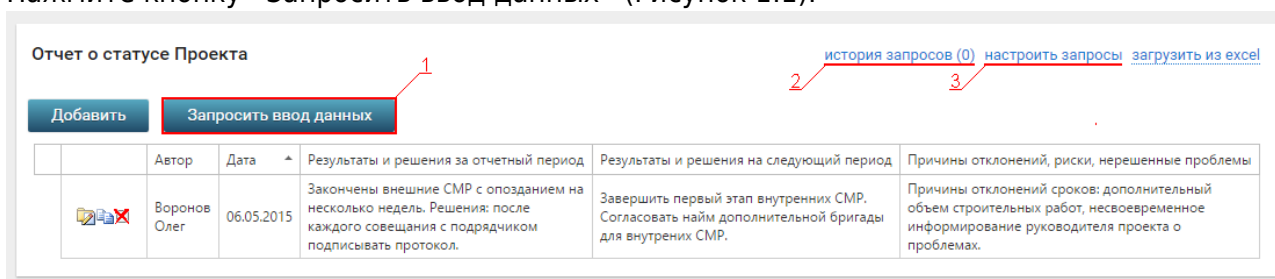 Нажмите кнопку "Запросить ввод данных" (Рисунок
Отчет о статусе Проекта
1
история запросов (0) настроить запросы загрузить из excel
2
3
Добавить Запросить ввод данных
Автор Дата Результаты и решения за отчетный период Результаты и решения на следующий период Причины отклонений, риски, нерешенные проблемы
Воронов
Олег
06.05.2015
Закончены внешние СМР с опозданием на
несколько недель. Решения: после
каждого совещания с подрядчиком
подписывать протокол.
Завершить первый этап внутренних СМР.
Согласовать найм дополнительной бригады
для внутрених СМР.
Причины отклонений сроков: дополнительный
объем строительных работ, несвоевременное
информирование руководителя проекта о
проблемах.